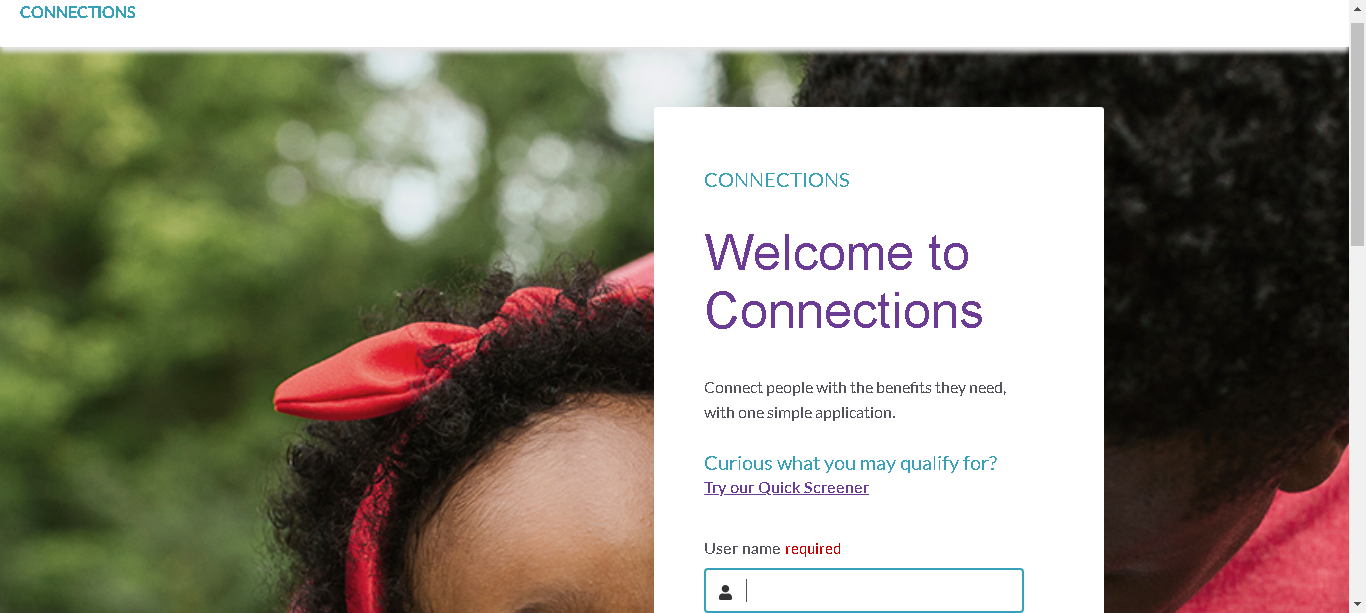 CONNECTIONS
CONNECTIONS
Welcome to
Connections
Connect people with the benefits they need,
with one simple application.
Curious what you may qualify for?
Try our Quick Screener
User name required